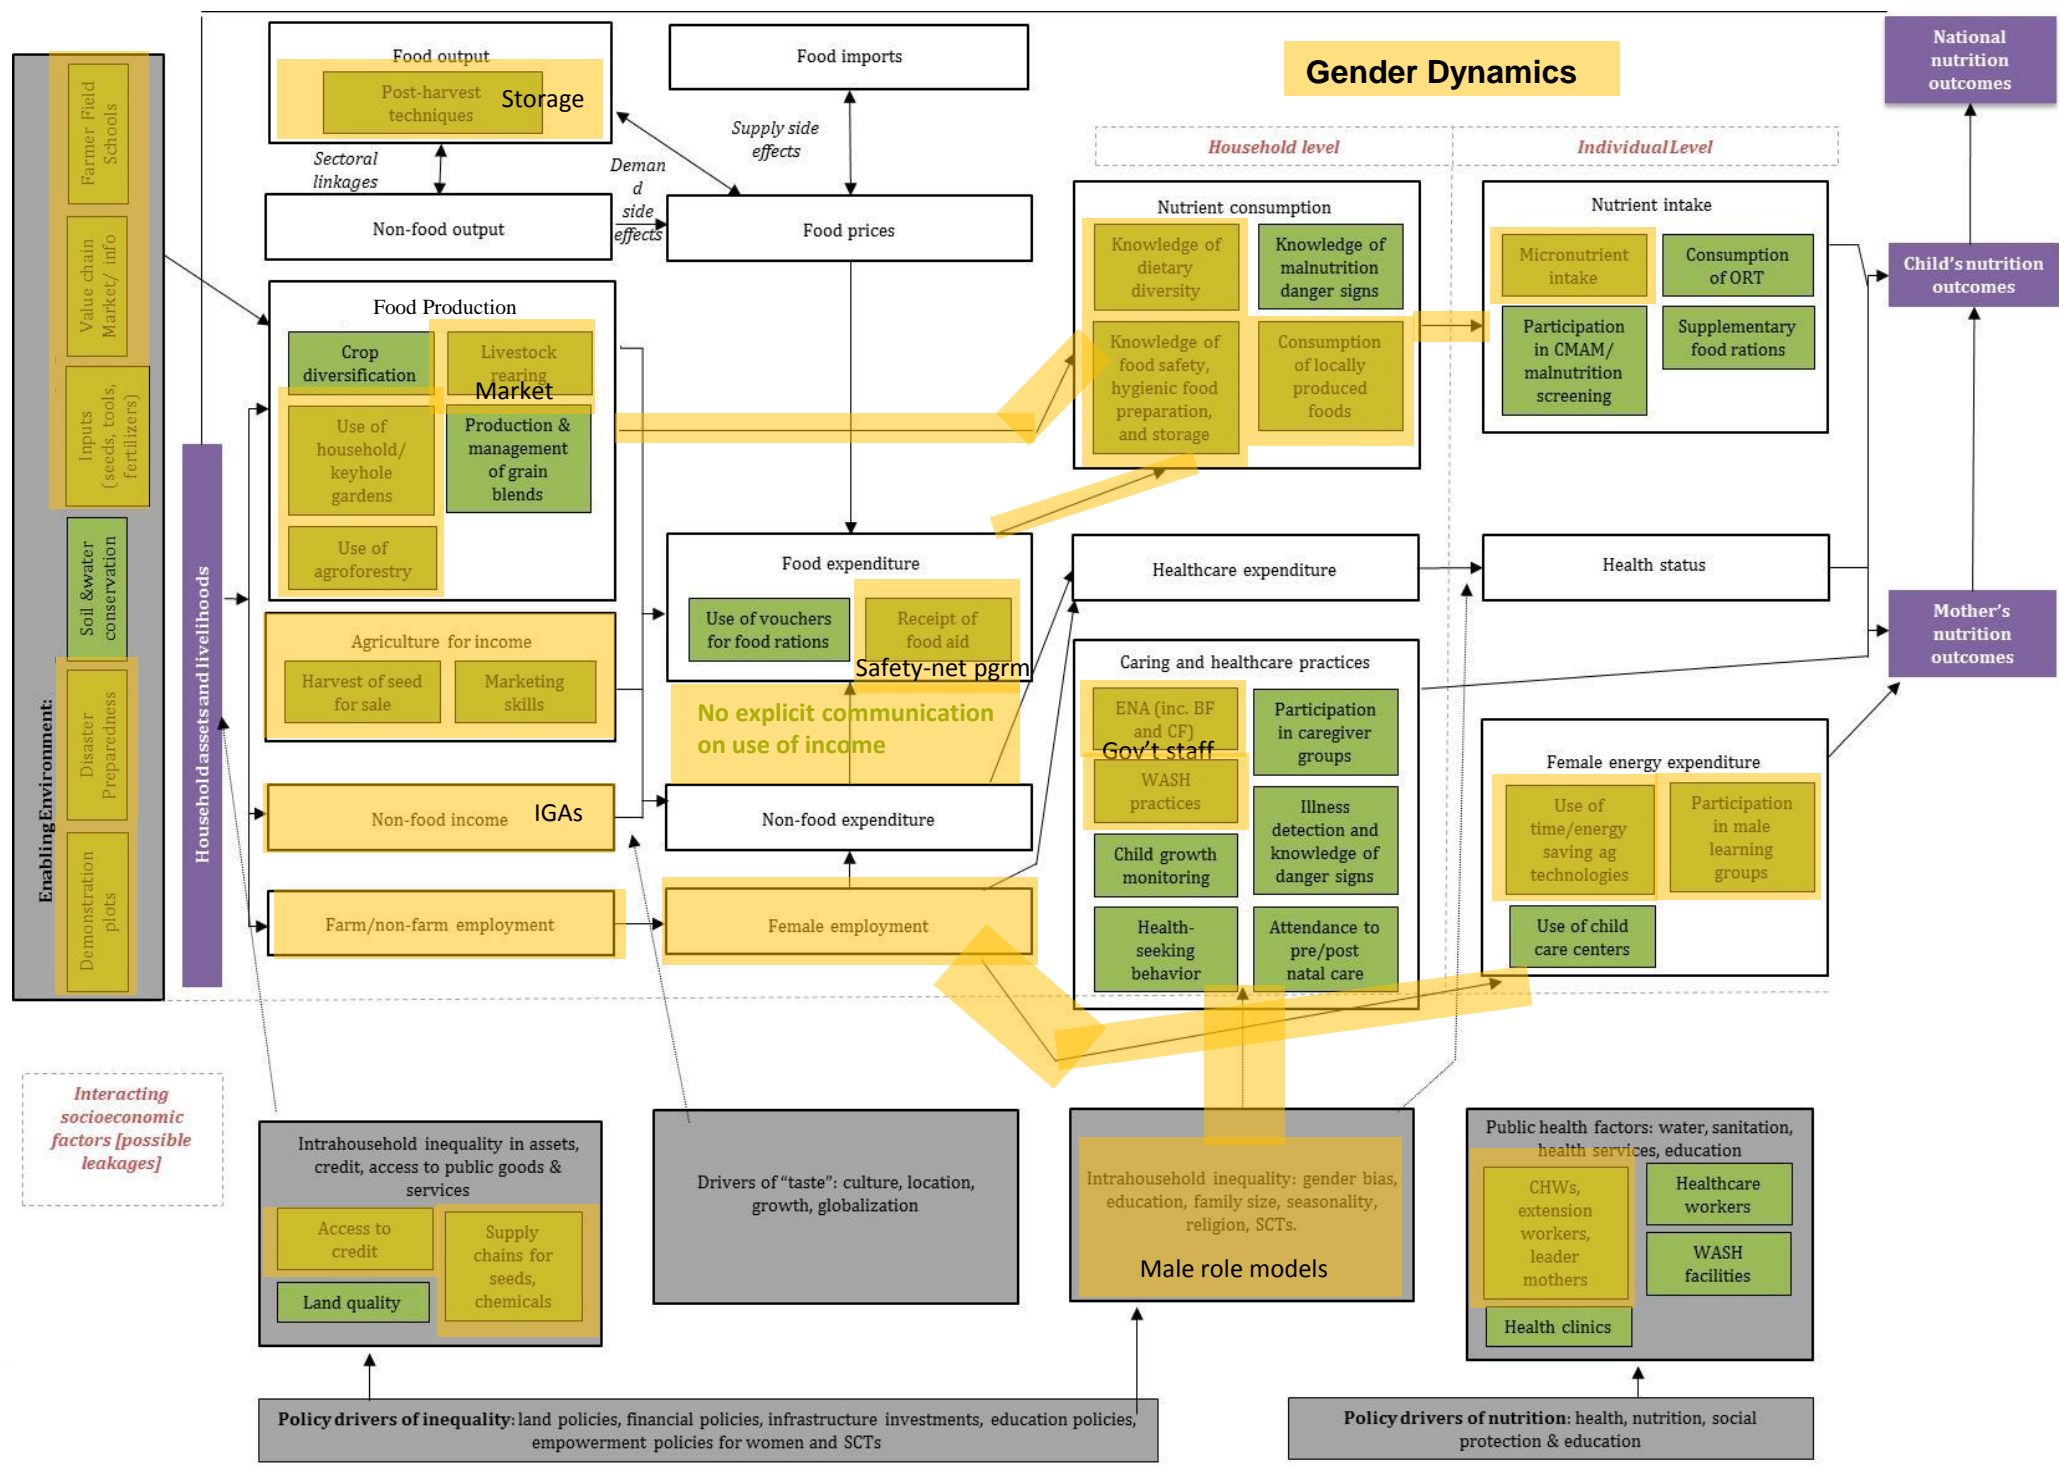 Gender Dynamics
National
nutrition
outcomes
Child's nutrition
outcomes
Mother's
nutrition
outcomes
Household level
Individual Level
Enabling Environment:
Farmer Field
Schools
Value chain
Market/ info
Inputs
(seeds, tools,
fertilizers)
Soil &water
conservation
Disaster
Preparedness
Demonstration
plots
Household assets and livelihoods
Food output
Post-harvest
techniques
Storage
Food imports
Sectoral
linkages
Deman
d
side
effects
Supply side
effects
Non-food output
Food prices
Food Production
Crop
diversification
Livestock
rearing
Market
Use of
household/
keyhole
gardens
Production &
management
of grain
blends
Use of
agroforestry
Agriculture for income
Harvest of seed
for sale
Marketing
skills
Non-food income
IGAs
Farm/non-farm employment
Food expenditure
Use of vouchers
for food rations
Receipt of
food aid
Safety-net pgrm
No explicit communication
on use of income
Non-food expenditure
Female employment
Nutrient consumption
Knowledge of
dietary
diversity
Knowledge of
malnutrition
danger signs
Knowledge of
food safety,
hygienic food
preparation,
and storage
Consumption
of locally
produced
foods
Nutrient intake
Micronutrient
intake
Consumption
of ORT
Participation
in CMAM/
malnutrition
screening
Supplementary
food rations
Healthcare expenditure
Health status
Caring and healthcare practices
ENA (inc. BF
and CF)
Gov't staff
WASH
practices
Child growth
monitoring
Health-
seeking
behavior
Participation
in caregiver
groups
Illness
detection and
knowledge of
danger signs
Attendance to
pre/post
natal care
Female energy expenditure
Use of
time/energy
saving ag
technologies
Participation
in male
learning
groups
Use of child
care centers
Interacting
socioeconomic
factors [possible
leakages]
Intrahousehold inequality in assets,
credit, access to public goods &
services
Access to
credit
Supply
chains for
seeds,
chemicals
Land quality
Drivers of "taste": culture, location,
growth, globalization
Intrahousehold inequality: gender bias,
education, family size, seasonality,
religion, SCTs.
Male role models
Public health factors: water, sanitation,
health services, education
CHWs,
extension
workers,
leader
mothers
Healthcare
workers
WASH
facilities
Health clinics
Policy drivers of inequality: land policies, financial policies, infrastructure investments, education policies,
empowerment policies for women and SCTs
Policy drivers of nutrition: health, nutrition, social
protection & education